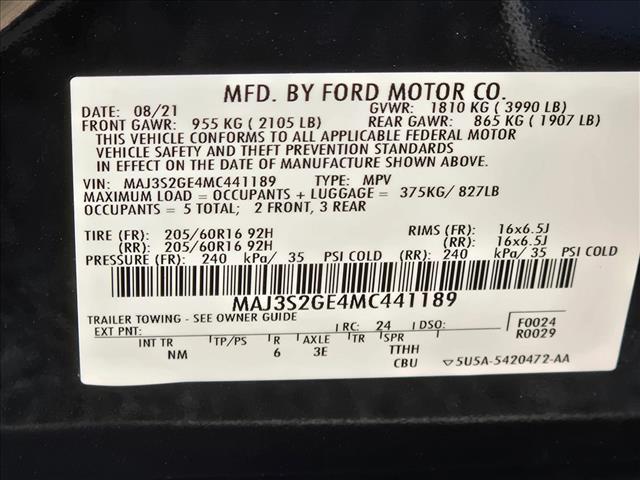 MFD. BY FORD MOTOR CO.
DATE: 08/21 GVWR: 1810 KG ( 3990 LB)
FRONT GAWR: 955 KG ( 2105 LB) REAR GAWR: 865 KG ( 1907 LB)
THIS VEHICLE CONFORMS TO ALL APPLICABLE FEDERAL MOTOR
VEHICLE SAFETY AND THEFT PREVENTION STANDARDS
IN EFFECT ON THE DATE OF MANUFACTURE SHOWN ABOVE.
VIN: MAJ3S2GE4MC441189 TYPE: MPV
MAXIMUM LOAD = OCCUPANTS + LUGGAGE = 375KG/ 827LB
OCCUPANTS = 5 TOTAL; 2 FRONT, 3 REAR
TIRE (FR): 205/60R16 92H RIMS (FR): 16x6.5J
(RR): 205/60R16 92H (RR): 16x6.5J
PRESSURE (FR): 240 kPa/ 35 PSI COLD (RR): 240 kPa/ 35 PSI COLD
MAJ3S2GE4MC441189
TRAILER TOWING - SEE OWNER GUIDE
EXT PNT: RC: 24 DSO: F0024
R0029
INT TR TP/PS R AXLE TR SPR
NM 6 3E TTHH
CBU 5U5A-5420472-AA